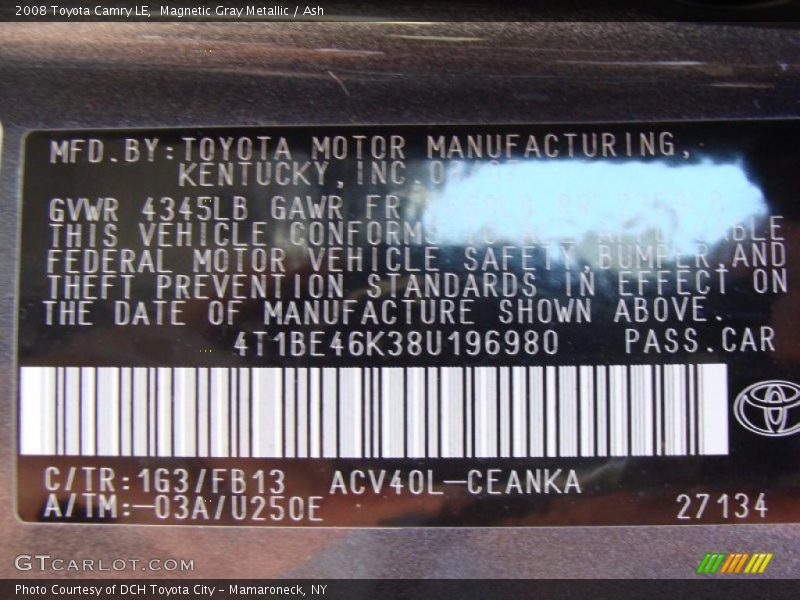 2008 Toyota Camry LE, Magnetic Gray Metallic / Ash
MFD.BY:TOYOTA MOTOR MANUFACTURING,
KENTUCKY,INC.
GVWR 4345LB GAWR FR
THIS VEHICLE CONFORMS TO ALL
FEDERAL MOTOR VEHICLE SAFETY,BUMPER,AND
THEFT PREVENTION STANDARDS IN EFFECT ON
THE DATE OF MANUFACTURE SHOWN ABOVE.
4T1BE46K38U196980 PASS.CAR
C/TR:1G3/FB13 ACV40L-CEANKA
A/TM:-03A/U250E
27134
GTCARLOT.COM
Photo Courtesy of DCH Toyota City - Mamaroneck, NY